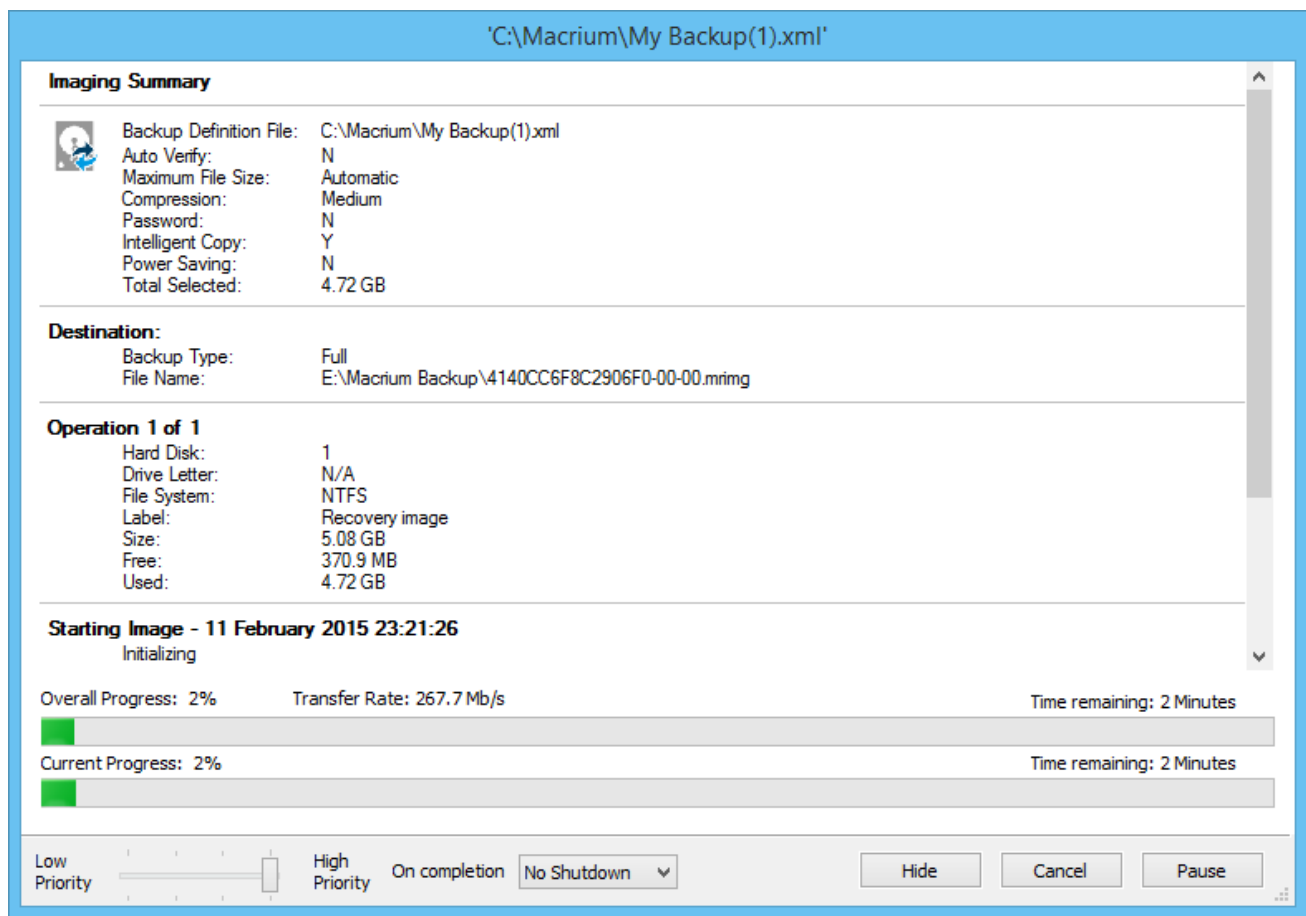 'C:\Macrium\My Backup(1).xml'
Imaging Summary
Backup Definition File: C:\Macrium\My Backup(1).xml
Auto Verify: N
Maximum File Size: Automatic
Compression: Medium
Password: N
Intelligent Copy: Y
Power Saving: N
Total Selected: 4.72 GB
Destination:
Backup Type: Full
File Name: E:\Macrium Backup\4140CC6F8C2906F0-00-00.mrimg
Operation 1 of 1
Hard Disk: 1
Drive Letter: N/A
File System: NTFS
Label: Recovery image
Size: 5.08 GB
Free: 370.9 MB
Used: 4.72 GB
Starting Image - 11 February 2015 23:21:26
Initializing
Overall Progress: 2% Transfer Rate: 267.7 Mb/s Time remaining: 2 Minutes
Current Progress: 2% Time remaining: 2 Minutes
Low Priority High Priority On completion No Shutdown Hide Cancel Pause